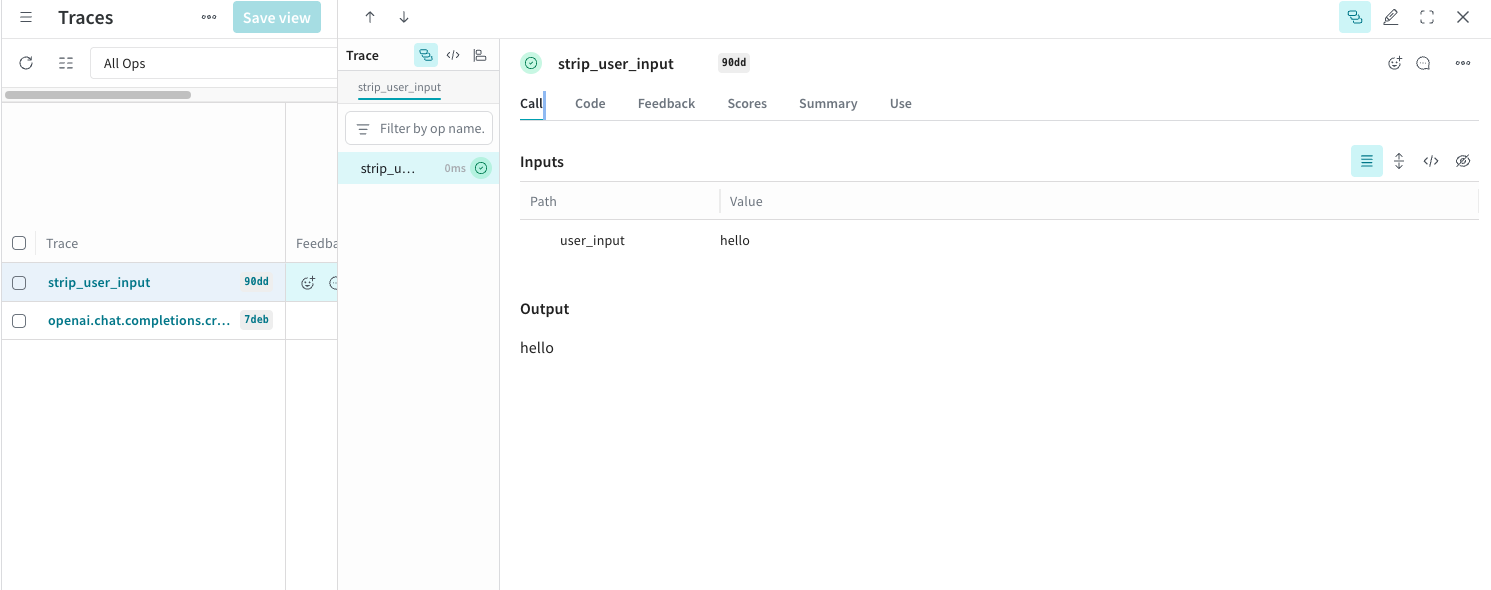 Traces
Save view
All Ops
Trace
Feedba
strip_user_input
90dd
openai.chat.completions.cr...
7deb
Trace
strip_user_input
Filter by op name.
strip_u...
0ms
strip_user_input
90dd
Call
Code
Feedback
Scores
Summary
Use
Inputs
Path
Value
user_input
hello
Output
hello